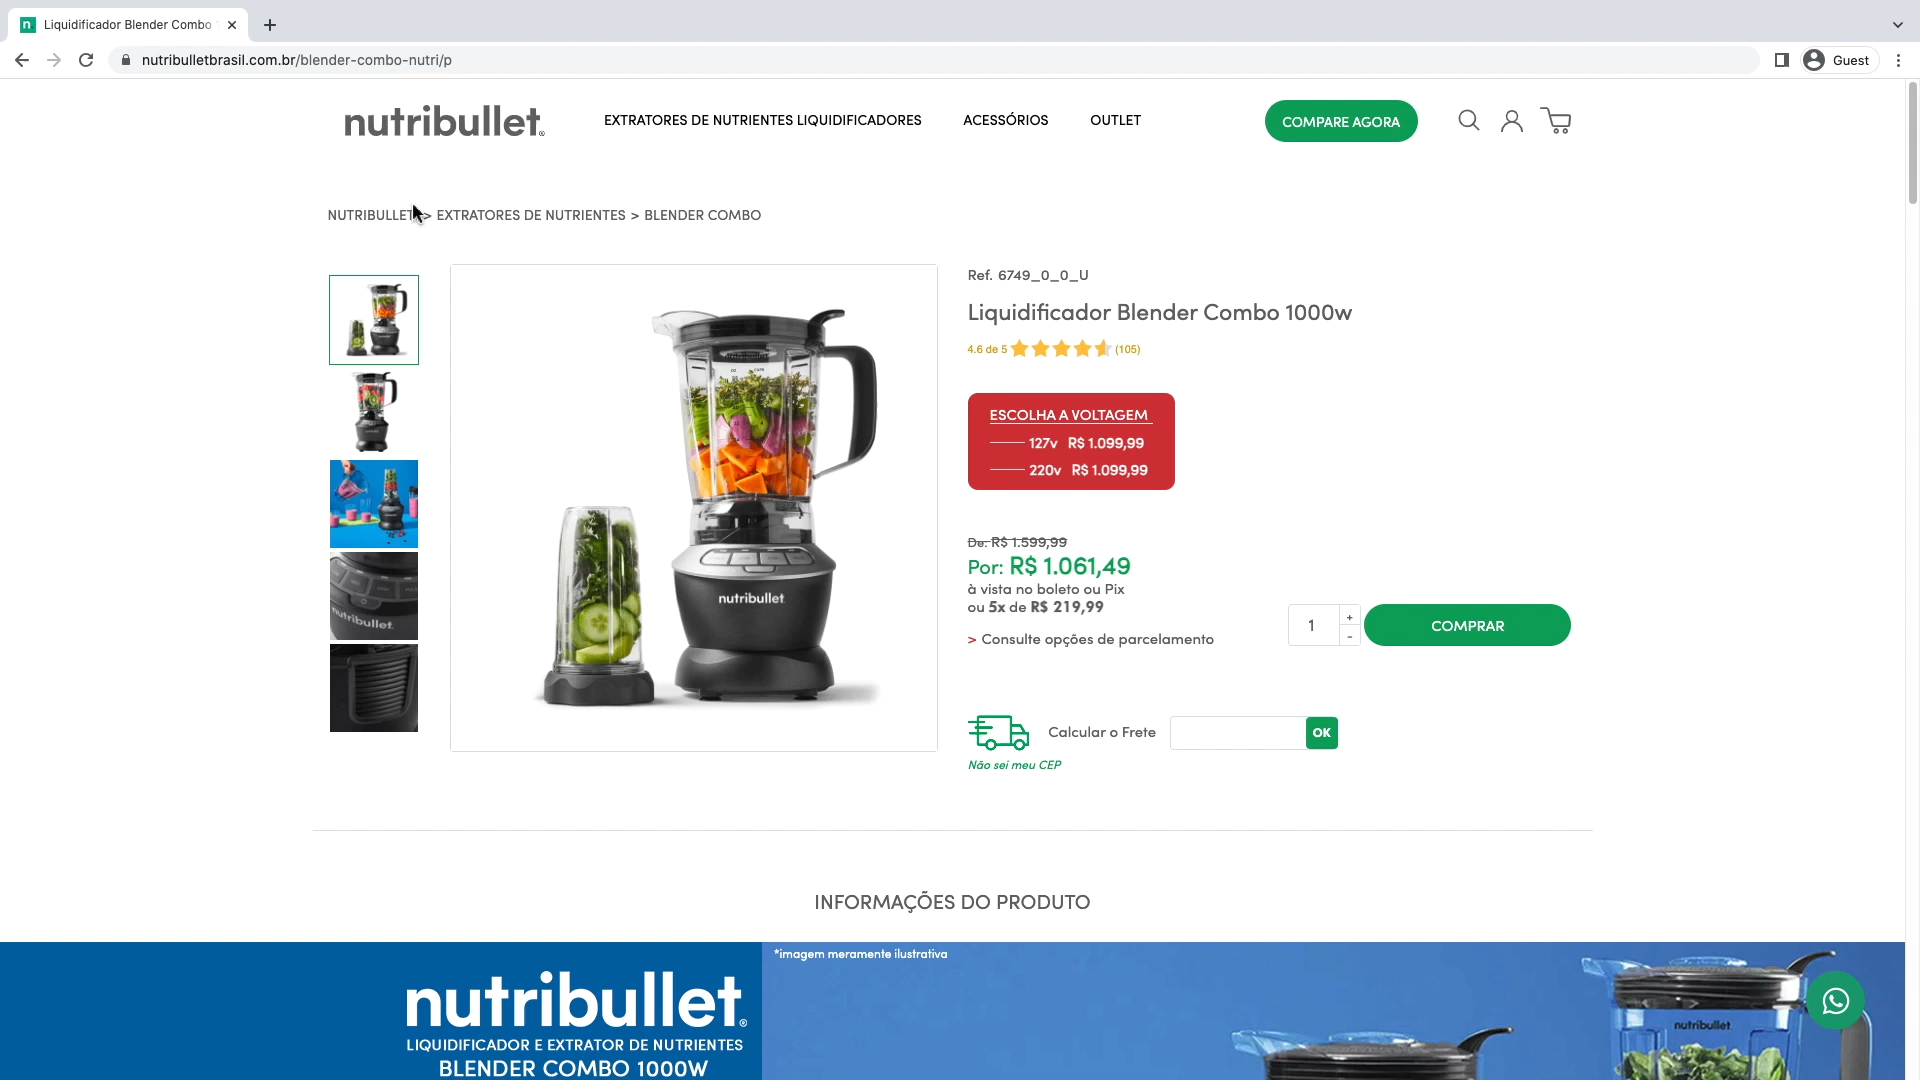 Liquidificador Blender Combo
nutribulletbrasil.com.br/blender-combo-nutri/p
Guest
nutribullet®
EXTRATORES DE NUTRIENTES LIQUIDIFICADORES
ACESSÓRIOS
OUTLET
COMPARE AGORA
NUTRIBULLET > EXTRATORES DE NUTRIENTES > BLENDER COMBO
Ref. 6749_0_0_U
Liquidificador Blender Combo 1000w
4.6 de 5
(105)
ESCOLHA A VOLTAGEM
127v R$ 1.099,99
220v R$ 1.099,99
De: R$ 1.599,99
Por: R$ 1.061,49
à vista no boleto ou Pix
ou 5x de R$ 219,99
> Consulte opções de parcelamento
1
+
-
COMPRAR
nutribullet
nutribullet.
Calcular o Frete
OK
Não sei meu CEP
INFORMAÇÕES DO PRODUTO
*imagem meramente ilustrativa
nutribullet®
LIQUIDIFICADOR E EXTRATOR DE NUTRIENTES
BLENDER COMBO 1000W
nutribullet